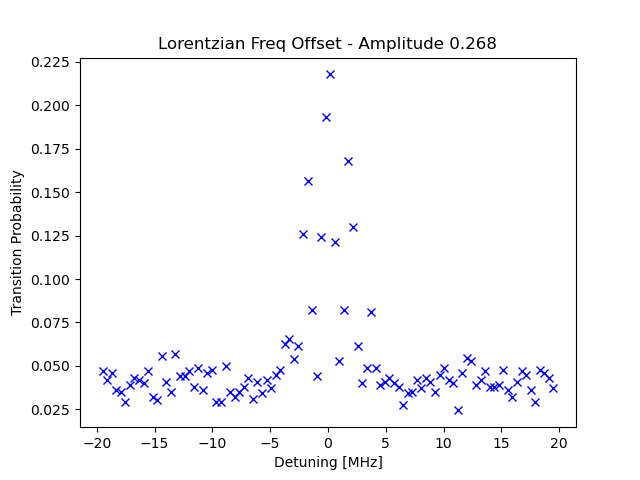 Lorentzian Freq Offset - Amplitude 0.268
Transition Probability
0.225
0.200
0.175
0.150
0.125
0.100
0.075
0.050
0.025
−20 −15 −10 −5 0 5 10 15 20
Detuning [MHz]